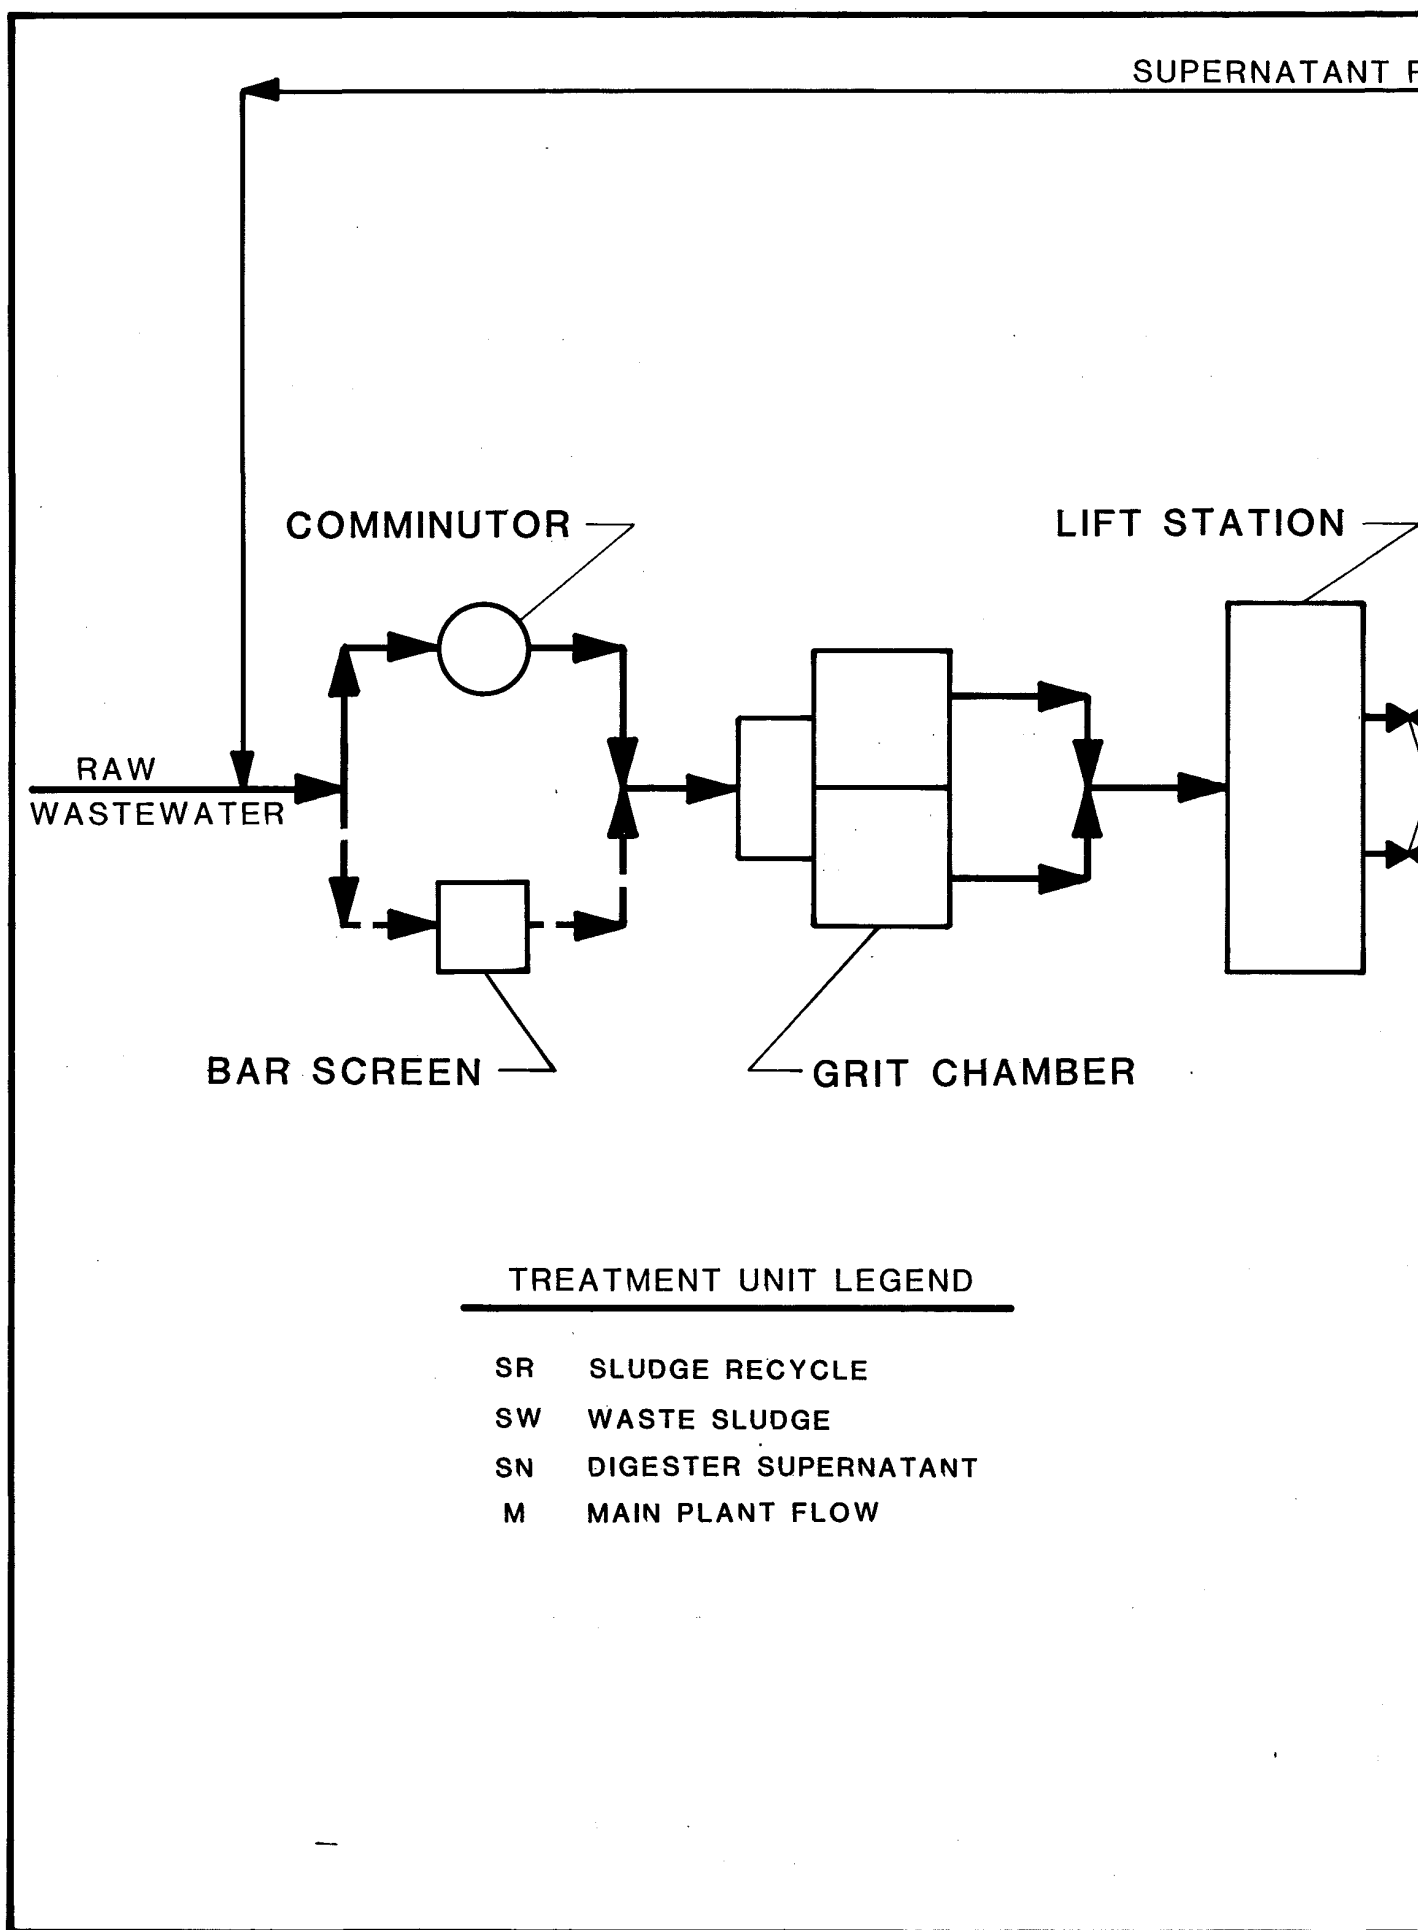 SUPERNATANT
COMMINUTOR
LIFT STATION
RAW
WASTEWATER
BAR SCREEN
GRIT CHAMBER
TREATMENT UNIT LEGEND
SR SLUDGE RECYCLE
SW WASTE SLUDGE
SN DIGESTER SUPERNATANT
M MAIN PLANT FLOW